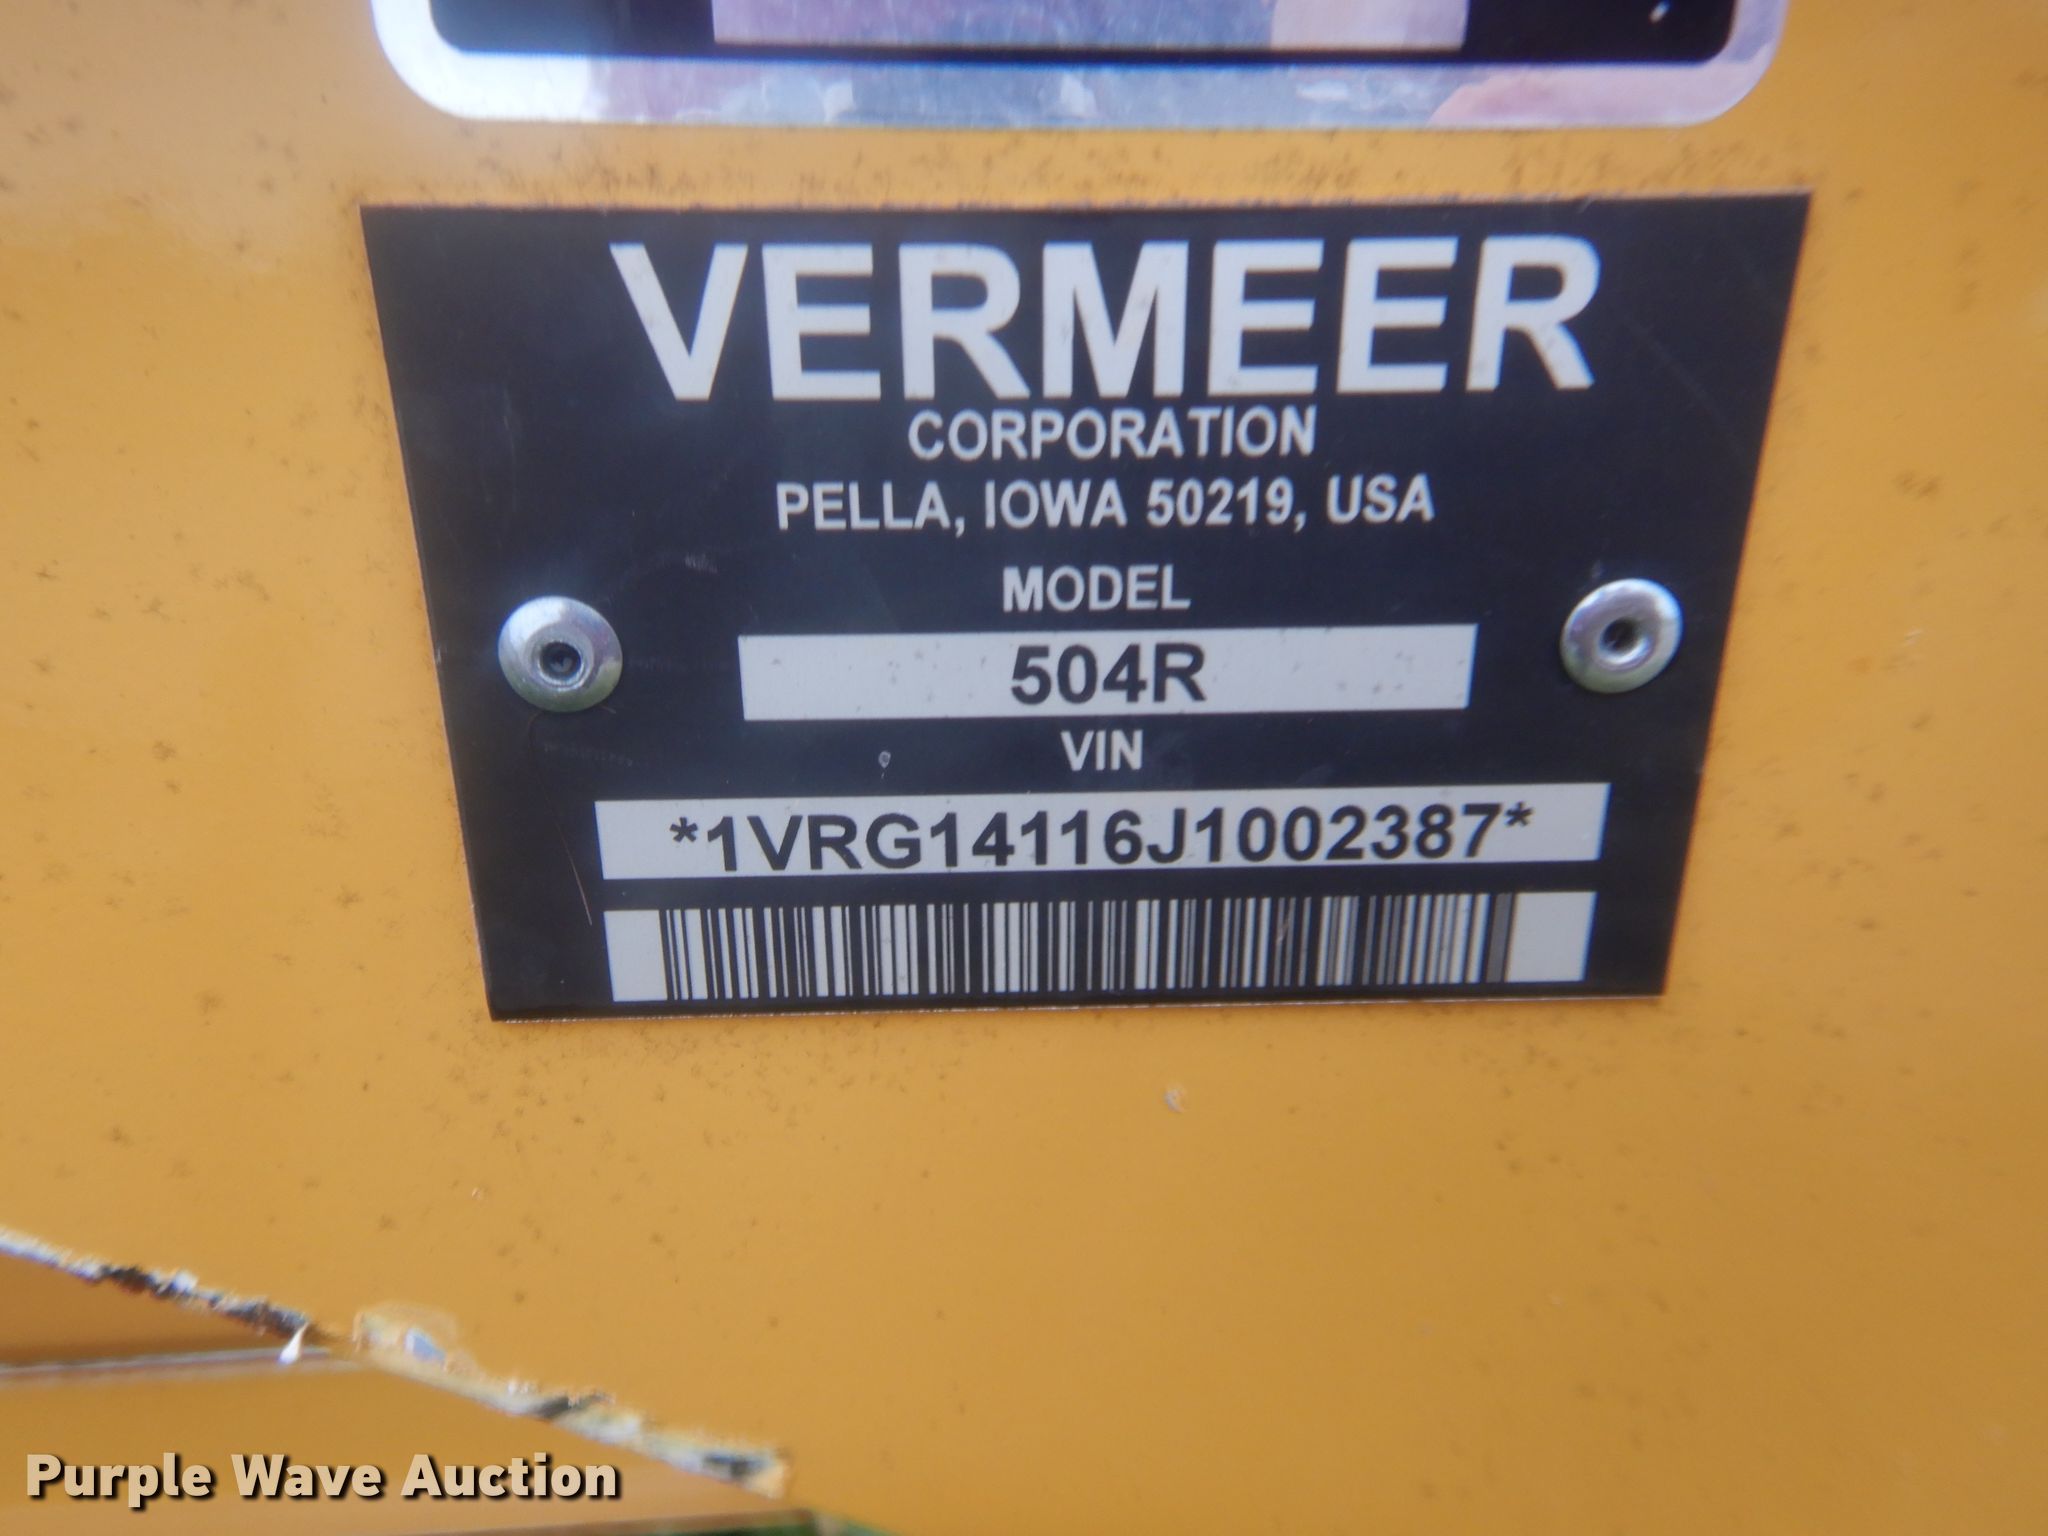 VERMEER
CORPORATION
PELLA, IOWA 50219, USA
MODEL
504R
VIN
*1VRG14116J1002387*
Purple Wave Auction